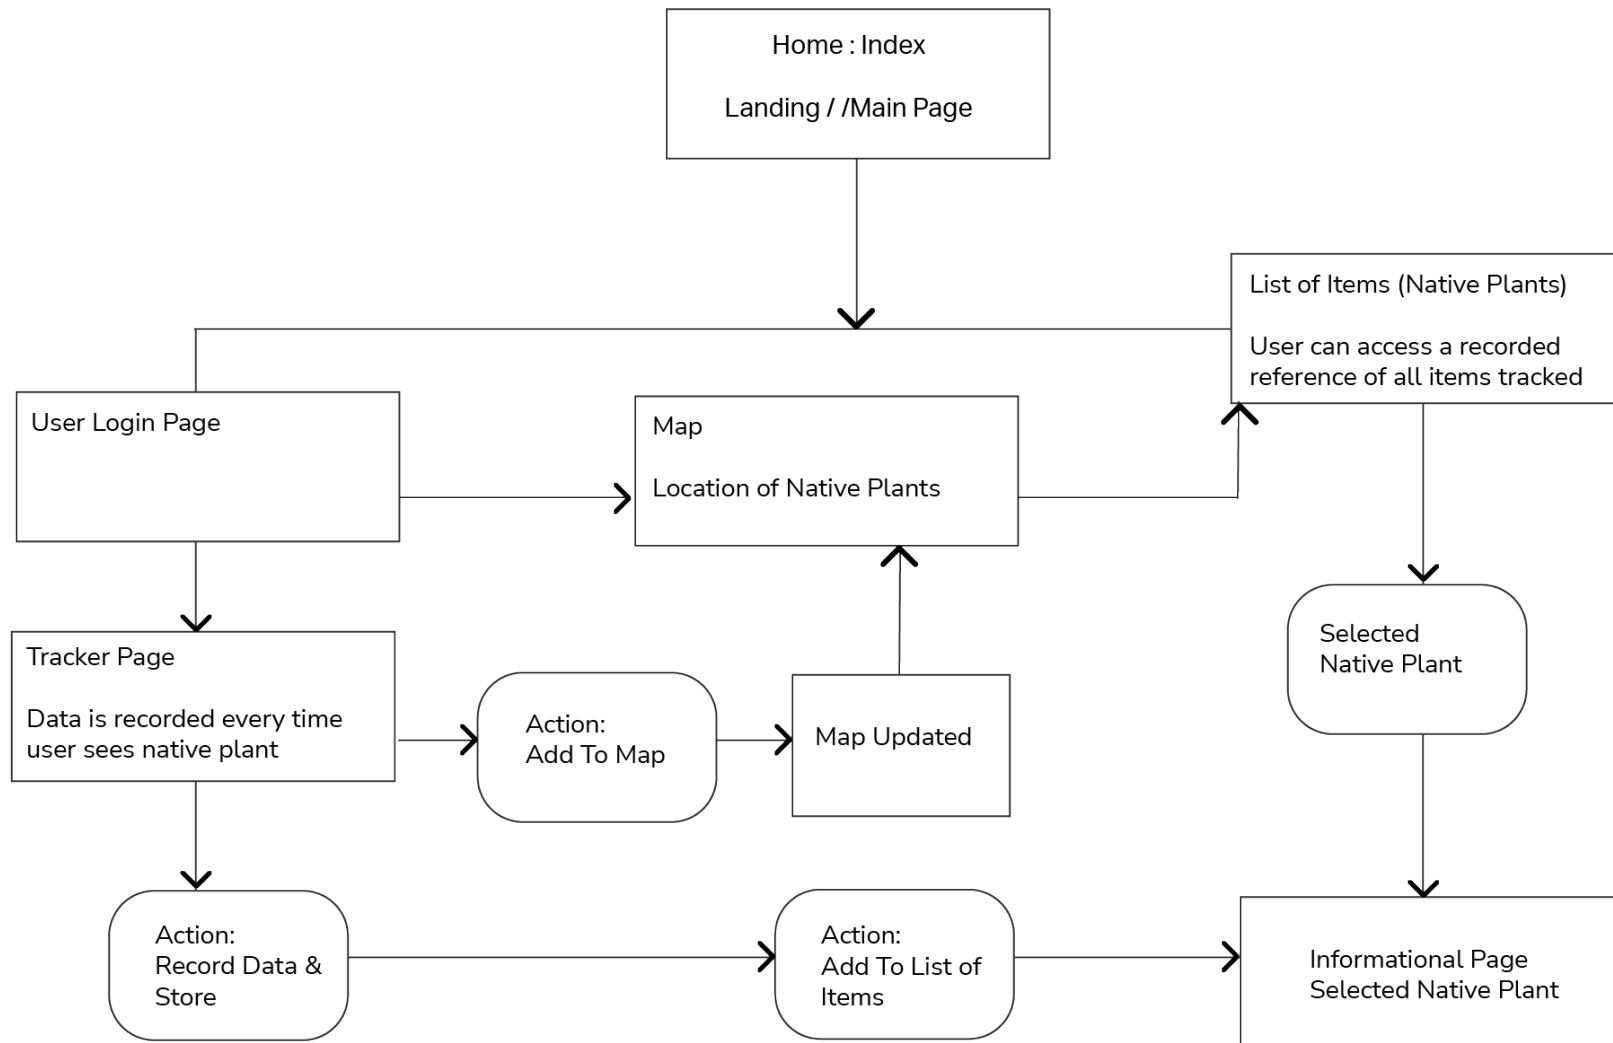 Home : Index
Landing / /Main Page
List of Items (Native Plants)
User can access a recorded
reference of all items tracked
User Login Page
Map
Location of Native Plants
Tracker Page
Data is recorded every time
user sees native plant
Action:
Add To Map
Map Updated
Selected
Native Plant
Action:
Record Data &
Store
Action:
Add To List of
Items
Informational Page
Selected Native Plant